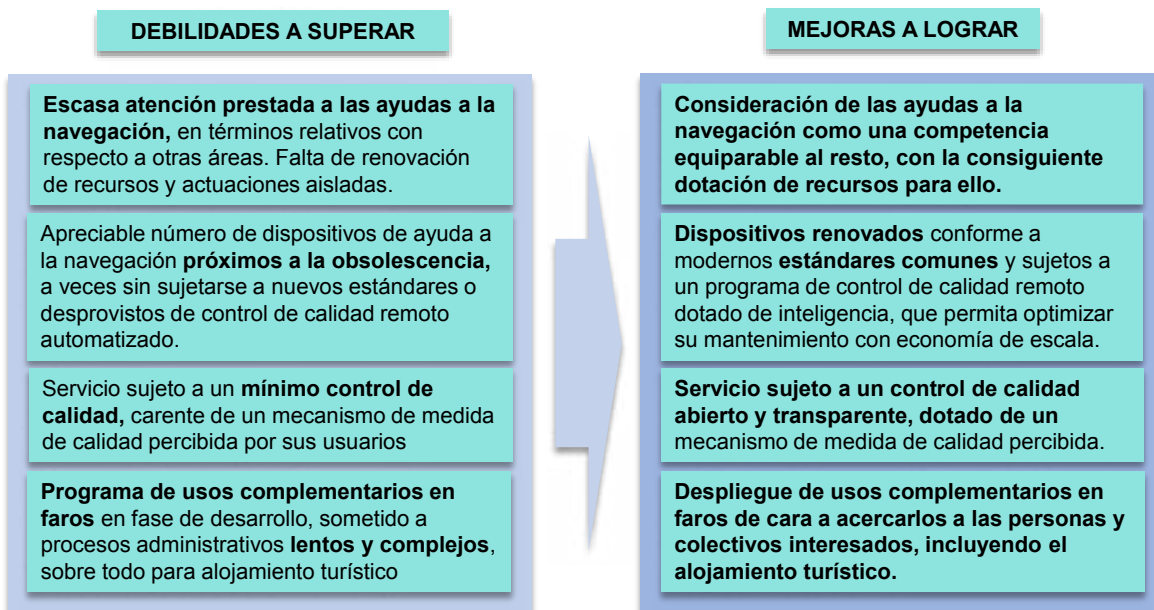 DEBILIDADES A SUPERAR
Escasa atención prestada a las ayudas a la
navegación, en términos relativos con
respecto a otras áreas. Falta de renovación
de recursos y actuaciones aisladas.
Apreciable número de dispositivos de ayuda a
la navegación próximos a la obsolescencia,
a veces sin sujetarse a nuevos estándares o
desprovistos de control de calidad remoto
automatizado.
Servicio sujeto a un mínimo control de
calidad, carente de un mecanismo de medida
de calidad percibida por sus usuarios
Programa de usos complementarios en
faros en fase de desarrollo, sometido a
procesos administrativos lentos y complejos,
sobre todo para alojamiento turístico
MEJORAS A LOGRAR
Consideración de las ayudas a la
navegación como una competencia
equiparable al resto, con la consiguiente
dotación de recursos para ello.
Dispositivos renovados conforme a
modernos estándares comunes y sujetos a
un programa de control de calidad remoto
dotado de inteligencia, que permita optimizar
su mantenimiento con economía de escala.
Servicio sujeto a un control de calidad
abierto y transparente, dotado de un
mecanismo de medida de calidad percibida.
Despliegue de usos complementarios en
faros de cara a acercarlos a las personas y
colectivos interesados, incluyendo el
alojamiento turístico.